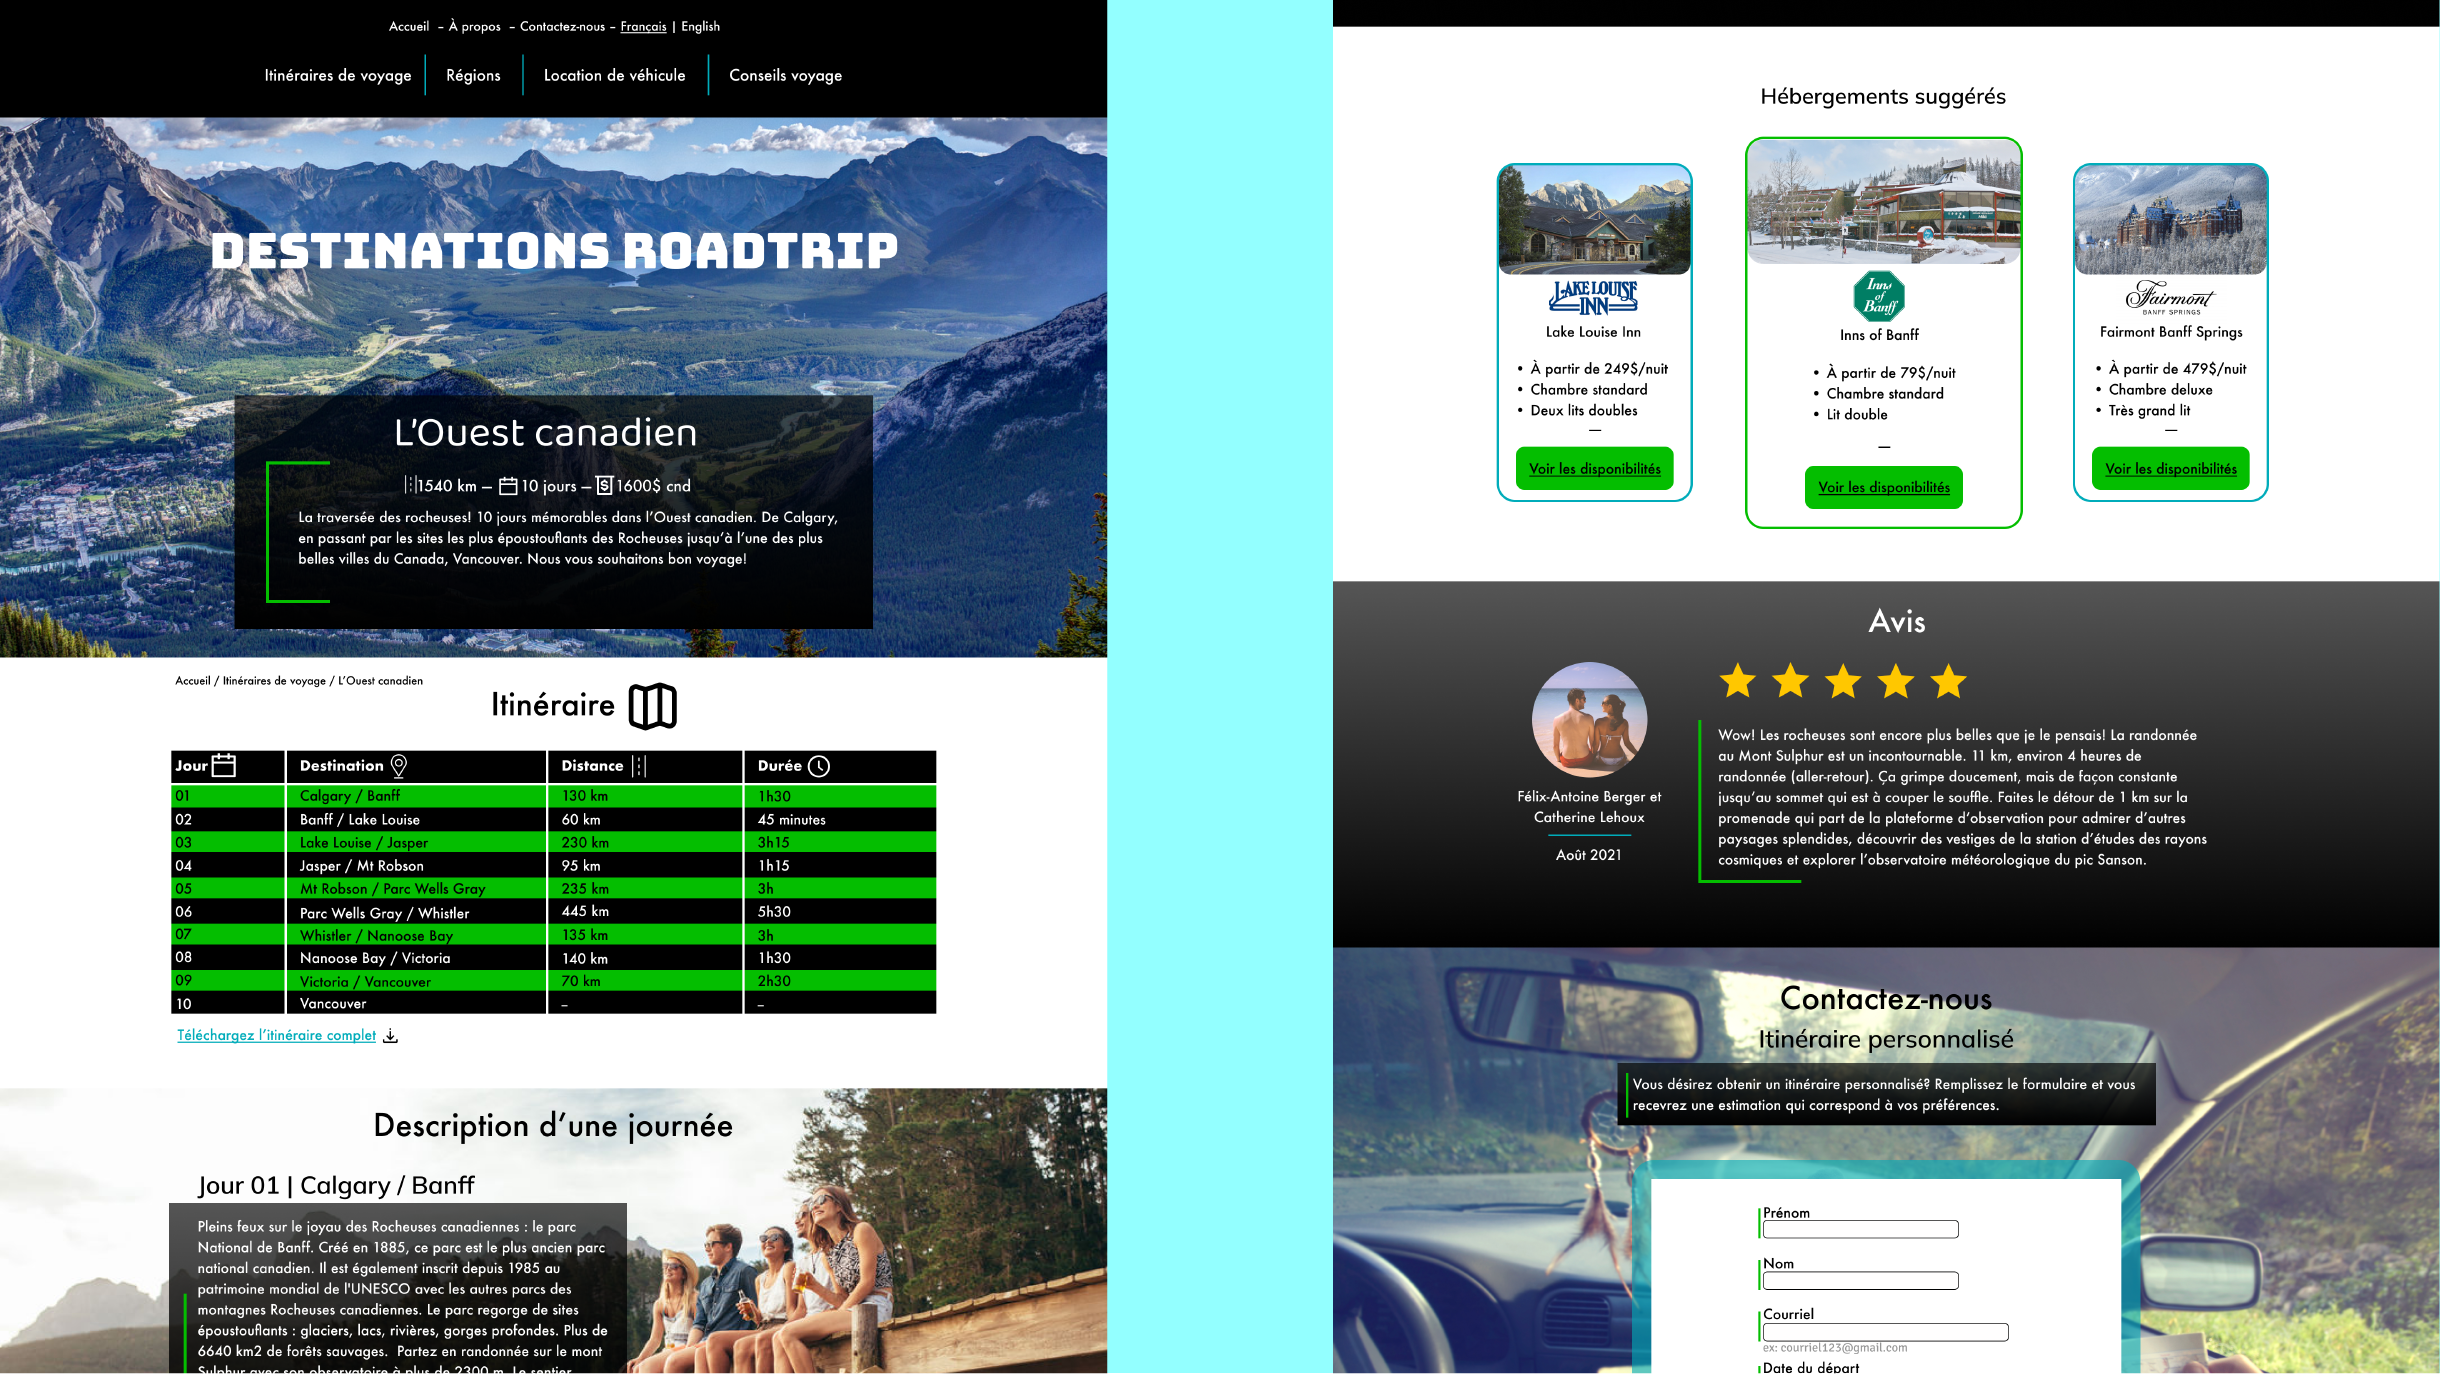 Accueil – À propos – Contactez-nous – Français | English
Itinéraires de voyage
Régions
Location de véhicule
Conseils voyage
DESTINATIONS ROADTRIP
L’Ouest canadien
1540 km – 10 jours – $ 1600$ cnd
La traversée des rocheuses! 10 jours mémorables dans l’Ouest canadien. De Calgary,
en passant par les sites les plus époustouflants des Rocheuses jusqu’à l’une des plus
belles villes du Canada, Vancouver. Nous vous souhaitons bon voyage!
Accueil / Itinéraires de voyage / L’Ouest canadien
Itinéraire
Jour Destination Distance Durée
01 Calgary / Banff 130 km 1h30
02 Banff / Lake Louise 60 km 45 minutes
03 Lake Louise / Jasper 230 km 3h15
04 Jasper / Mt Robson 95 km 1h15
05 Mt Robson / Parc Wells Gray 235 km 3h
06 Parc Wells Gray / Whistler 445 km 5h30
07 Whistler / Nanoose Bay 135 km 3h
08 Nanoose Bay / Victoria 140 km 1h30
09 Victoria / Vancouver 70 km 2h30
10 Vancouver – –
Téléchargez l’itinéraire complet
Description d’une journée
Jour 01 | Calgary / Banff
Pleins feux sur le joyau des Rocheuses canadiennes : le parc
National de Banff. Créé en 1885, ce parc est le plus ancien parc
national canadien. Il est également inscrit depuis 1985 au
patrimoine mondial de l'UNESCO avec les autres parcs des
montagnes Rocheuses canadiennes. Le parc regorge de sites
époustouflants : glaciers, lacs, rivières, gorges profondes. Plus de
6640 km2 de forêts sauvages. Partez en randonnée sur le mont
Sulphur avec son observatoire à plus de 2300 m. Le sentier
Hébergements suggérés
LAKE LOUISE
INN
Lake Louise Inn
• À partir de 249$/nuit
• Chambre standard
• Deux lits doubles
–
Voir les disponibilités
Inns
of
Banff
Inns of Banff
• À partir de 79$/nuit
• Chambre standard
• Lit double
–
Voir les disponibilités
Fairmont
BANFF SPRINGS
Fairmont Banff Springs
• À partir de 479$/nuit
• Chambre deluxe
• Très grand lit
–
Voir les disponibilités
Avis
Félix-Antoine Berger et
Catherine Lehoux
Août 2021
Wow! Les rocheuses sont encore plus belles que je le pensais! La randonnée
au Mont Sulphur est un incontournable. 11 km, environ 4 heures de
randonnée (aller-retour). Ça grimpe doucement, mais de façon constante
jusqu’au sommet qui est à couper le souffle. Faites le détour de 1 km sur la
promenade qui part de la plateforme d’observation pour admirer d’autres
paysages splendides, découvrir des vestiges de la station d’études des rayons
cosmiques et explorer l’observatoire météorologique du pic Sanson.
Contactez-nous
Itinéraire personnalisé
Vous désirez obtenir un itinéraire personnalisé? Remplissez le formulaire et vous
recevrez une estimation qui correspond à vos préférences.
Prénom
Nom
Courriel
ex: courriel123@gmail.com
Date du départ